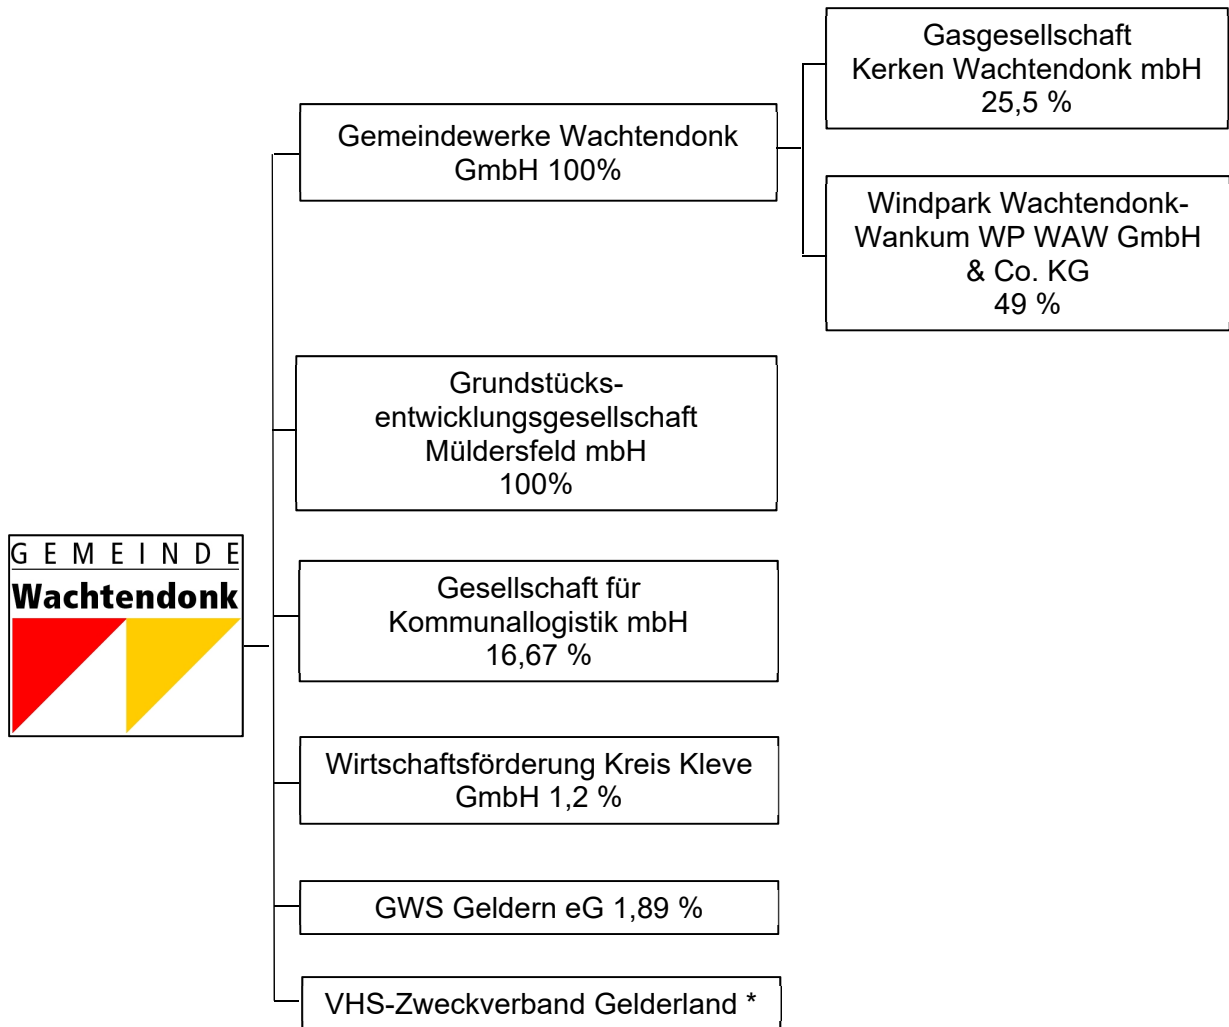 Gasgesellschaft
Kerken Wachtendonk mbH
25,5 %
Gemeindewerke Wachtendonk
GmbH 100%
Windpark Wachtendonk-
Wankum WP WAW GmbH
& Co. KG
49 %
Grundstücks-
entwicklungsgesellschaft
Müldersfeld mbH
100%
GEMEINDE
Wachtendonk
Gesellschaft für
Kommunallogistik mbH
16,67 %
Wirtschaftsförderung Kreis Kleve
GmbH 1,2 %
GWS Geldern eG 1,89 %
VHS-Zweckverband Gelderland *